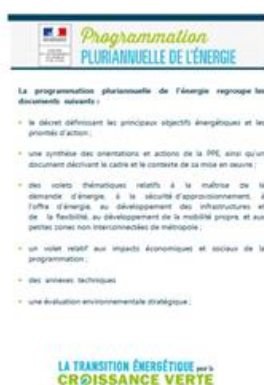 Programmation
PLURIANNUELLE DE L'ÉNERGIE
La programmation pluriannuelle de l'énergie regroupe les
documents suivants :
le décret définissant les principaux objectifs énergétiques et les
priorités d'action ;
une synthèse des orientations et actions de la PPE, ainsi qu'un
document décrivant le cadre et le contexte de sa mise en œuvre ;
des volets thématiques relatifs à la maîtrise de la
demande d'énergie, à la sécurité d'approvisionnement, à
l'offre d'énergie, au développement des infrastructures et
de la flexibilité, au développement de la mobilité propre, et aux
petites zones non interconnectées de métropole ;
un volet relatif aux impacts économiques et sociaux de la
programmation ;
des annexes techniques
une évaluation environnementale stratégique ;
LA TRANSITION ÉNERGÉTIQUE pour la
CROISSANCE VERTE